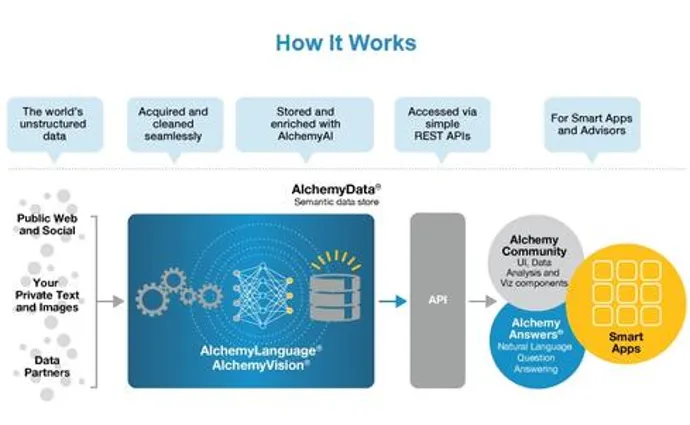 How It Works
The world's
unstructured
data
Acquired and
cleaned
seamlessly
Stored and
enriched with
AlchemyAI
Accessed via
simple
REST APIs
For Smart Apps
and Advisors
AlchemyData®
Semantic data store
Public Web
and Social
Your
Private Text
and Images
Data
Partners
AlchemyLanguage®
AlchemyVision®
API
Alchemy
Community
UI, Data
Analysis and
Viz components
Alchemy
Answers®
Natural Language
Question
Answering
Smart
Apps